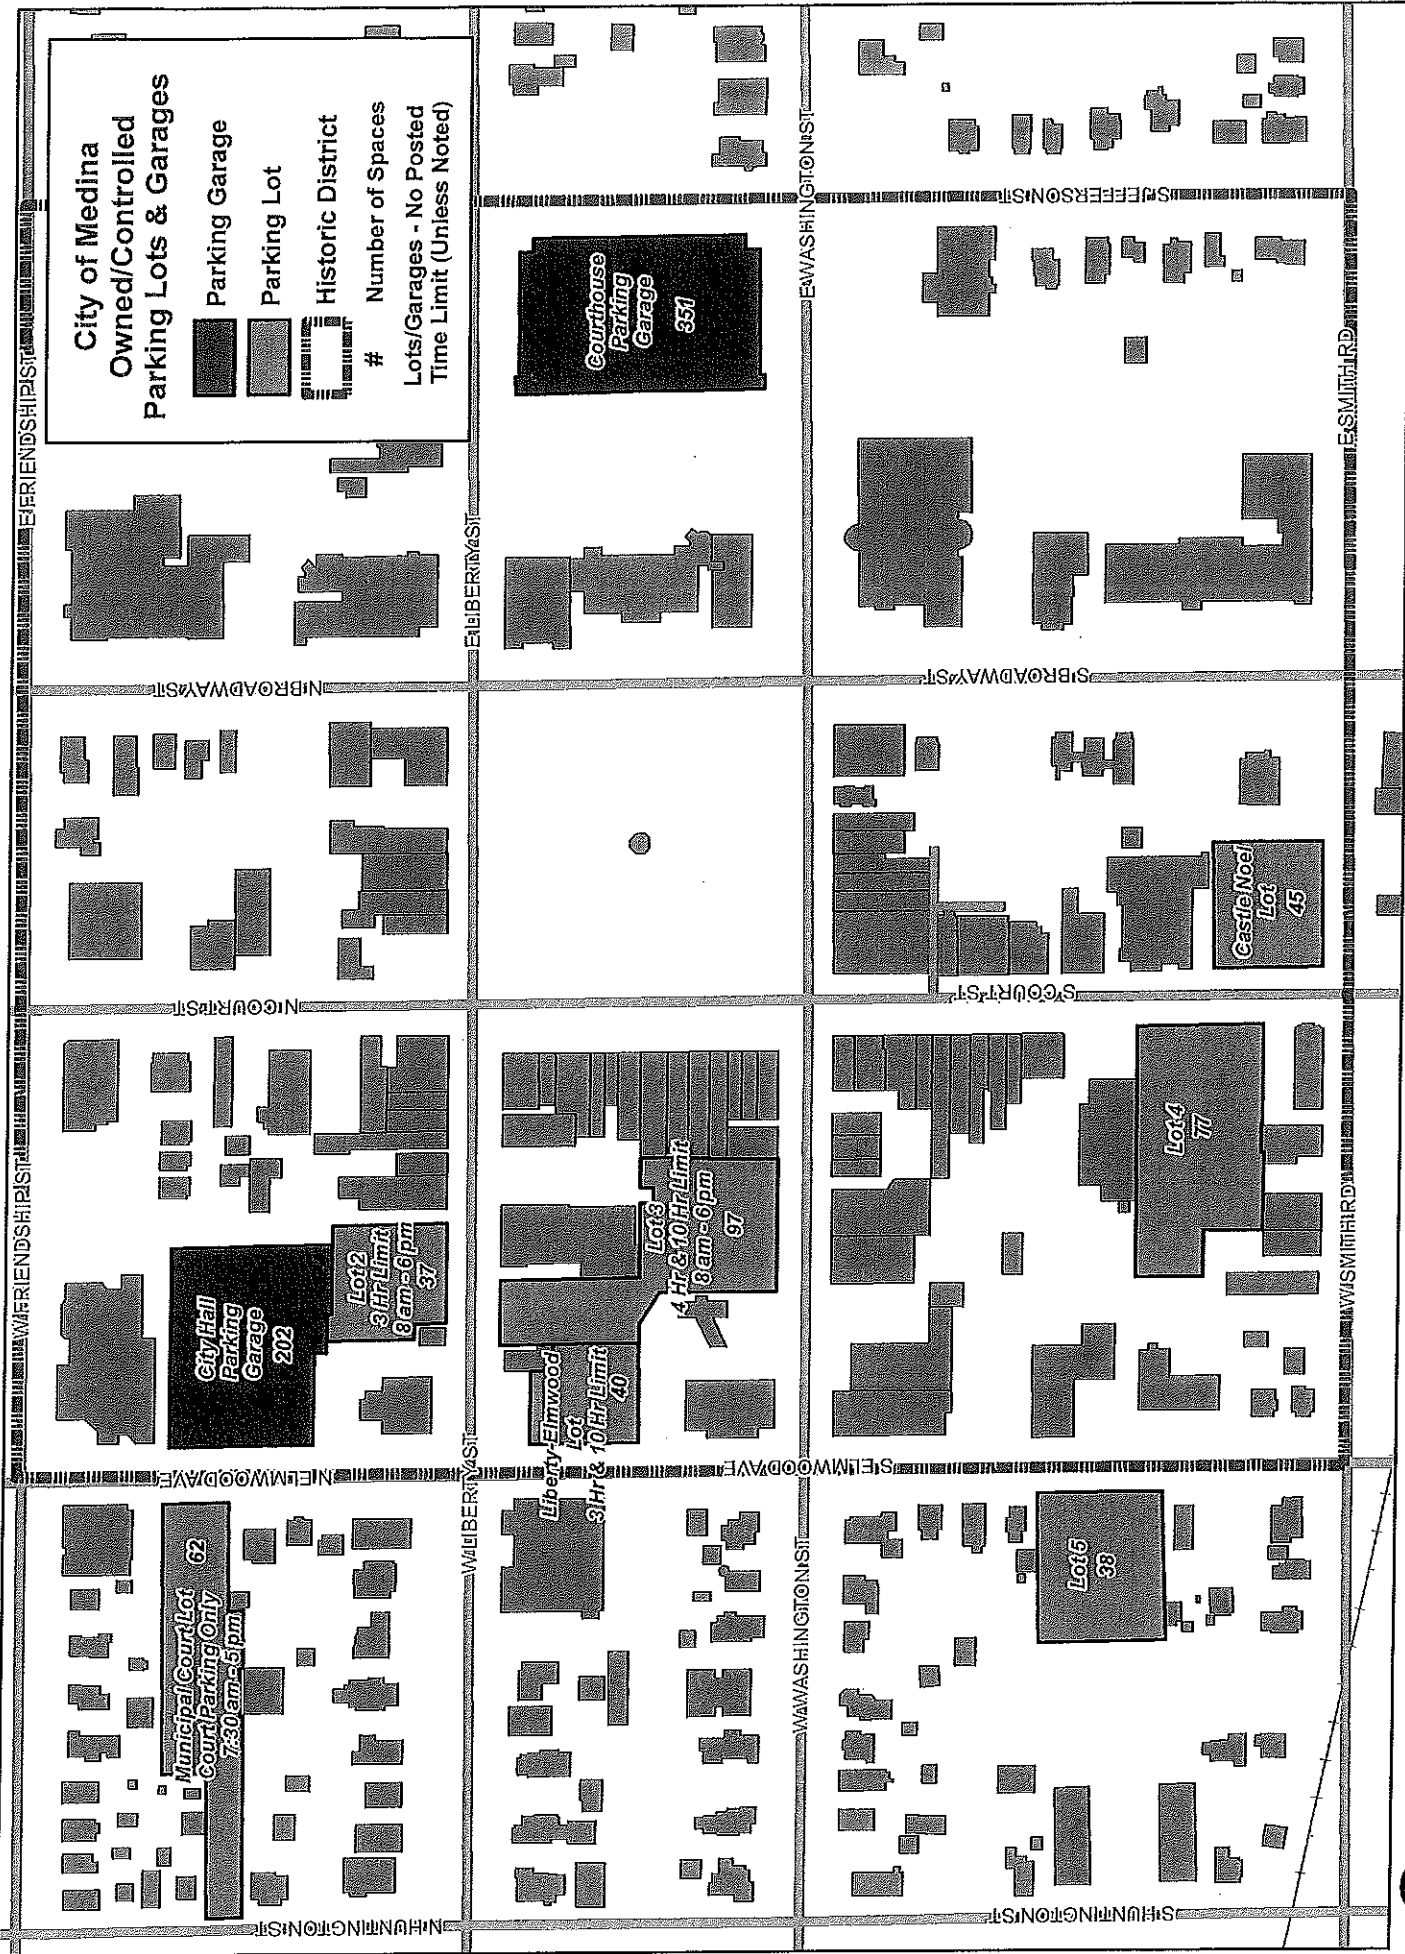 City of Medina
Owned/Controlled
Parking Lots & Garages
Parking Garage
Parking Lot
Historic District
# Number of Spaces
Lots/Garages - No Posted
Time Limit (Unless Noted)
W FRIENDSHIP ST
E FRIENDSHIP ST
N HUNTINGTON ST
N ELMWOOD AVE
N COURT ST
N BROADWAY ST
Municipal Court Lot
Court Parking Only
7:30 am - 5 pm
62
City Hall
Parking
Garage
202
Lot 2
3 Hr Limit
8 am - 6 pm
37
W LIBERTY ST
E LIBERTY ST
Liberty-Elmwood
Lot
3 Hr & 10 Hr Limit
40
Lot 3
4 Hr & 10 Hr Limit
8 am - 6 pm
97
Courthouse
Parking
Garage
351
S ELMWOOD AVE
W WASHINGTON ST
E WASHINGTON ST
S HUNTINGTON ST
S COURT ST
S BROADWAY ST
S JEFFERSON ST
Lot 5
38
Lot 4
77
Castle Noel
Lot
45
W SMITH RD
E SMITH RD